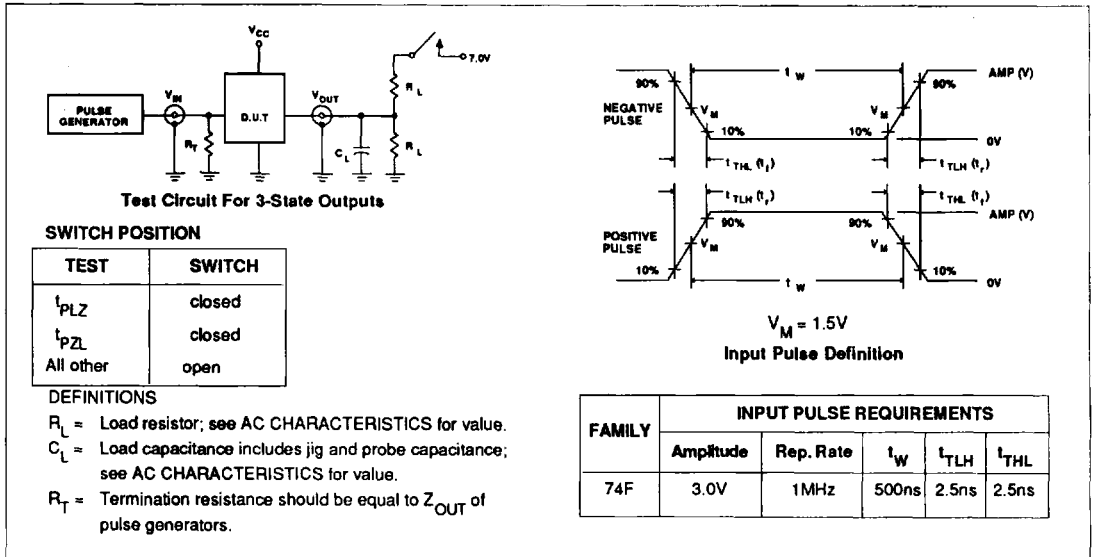 VCC
7.0V
RL
VIN
VOUT
PULSE
GENERATOR
D.U.T
RT
CL
RL
Test Circuit For 3-State Outputs
SWITCH POSITION
TEST SWITCH
tPLZ closed
tPZL closed
All other open
DEFINITIONS
RL = Load resistor; see AC CHARACTERISTICS for value.
CL = Load capacitance includes jig and probe capacitance;
see AC CHARACTERISTICS for value.
RT = Termination resistance should be equal to ZOUT of
pulse generators.
tW
AMP (V)
90% 90%
NEGATIVE
PULSE
VM VM
10% 10%
0V
tTHL (tf) tTLH (tr)
tTLH (tr) tTHL (tf)
AMP (V)
90% 90%
POSITIVE
PULSE
VM VM
10% 10%
tW
0V
VM = 1.5V
Input Pulse Definition
FAMILY INPUT PULSE REQUIREMENTS
Amplitude Rep. Rate tW tTLH tTHL
74F 3.0V 1MHz 500ns 2.5ns 2.5ns